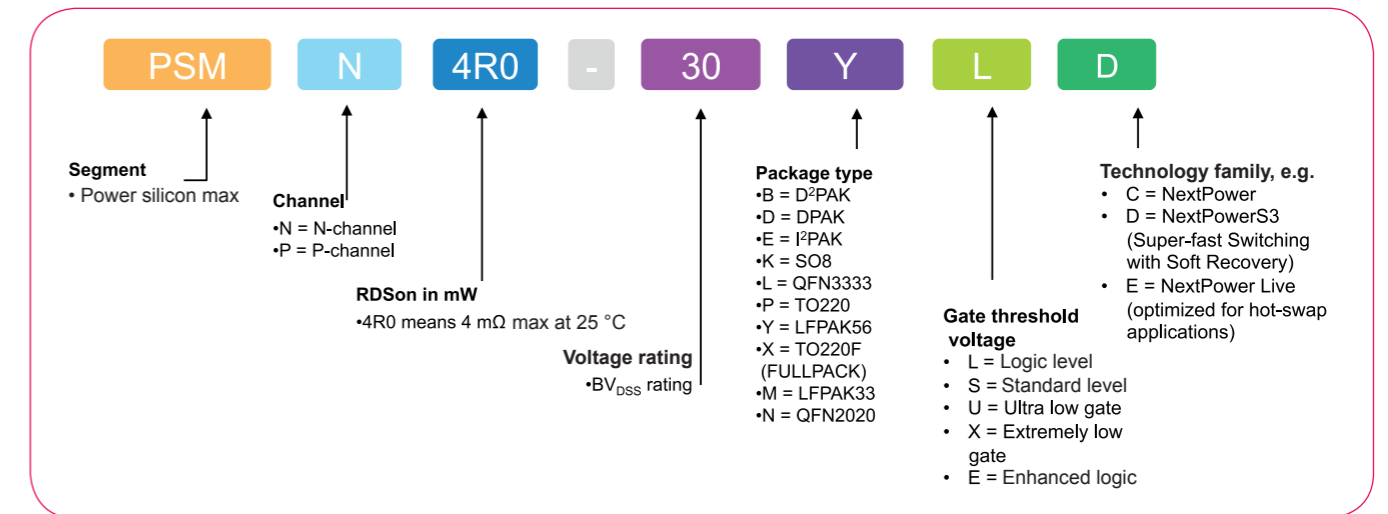 PSM N 4R0 - 30 Y L D
Segment
• Power silicon max
Channel
•N = N-channel
•P = P-channel
RDSon in mW
•4R0 means 4 mΩ max at 25 °C
Voltage rating
•BVDSS rating
Package type
•B = D²PAK
•D = DPAK
•E = I²PAK
•K = SO8
•L = QFN3333
•P = TO220
•Y = LFPAK56
•X = TO220F
(FULLPACK)
•M = LFPAK33
•N = QFN2020
Gate threshold
voltage
• L = Logic level
• S = Standard level
• U = Ultra low gate
• X = Extremely low
gate
• E = Enhanced logic
Technology family, e.g.
• C = NextPower
• D = NextPowerS3
(Super-fast Switching
with Soft Recovery)
• E = NextPower Live
(optimized for hot-swap
applications)